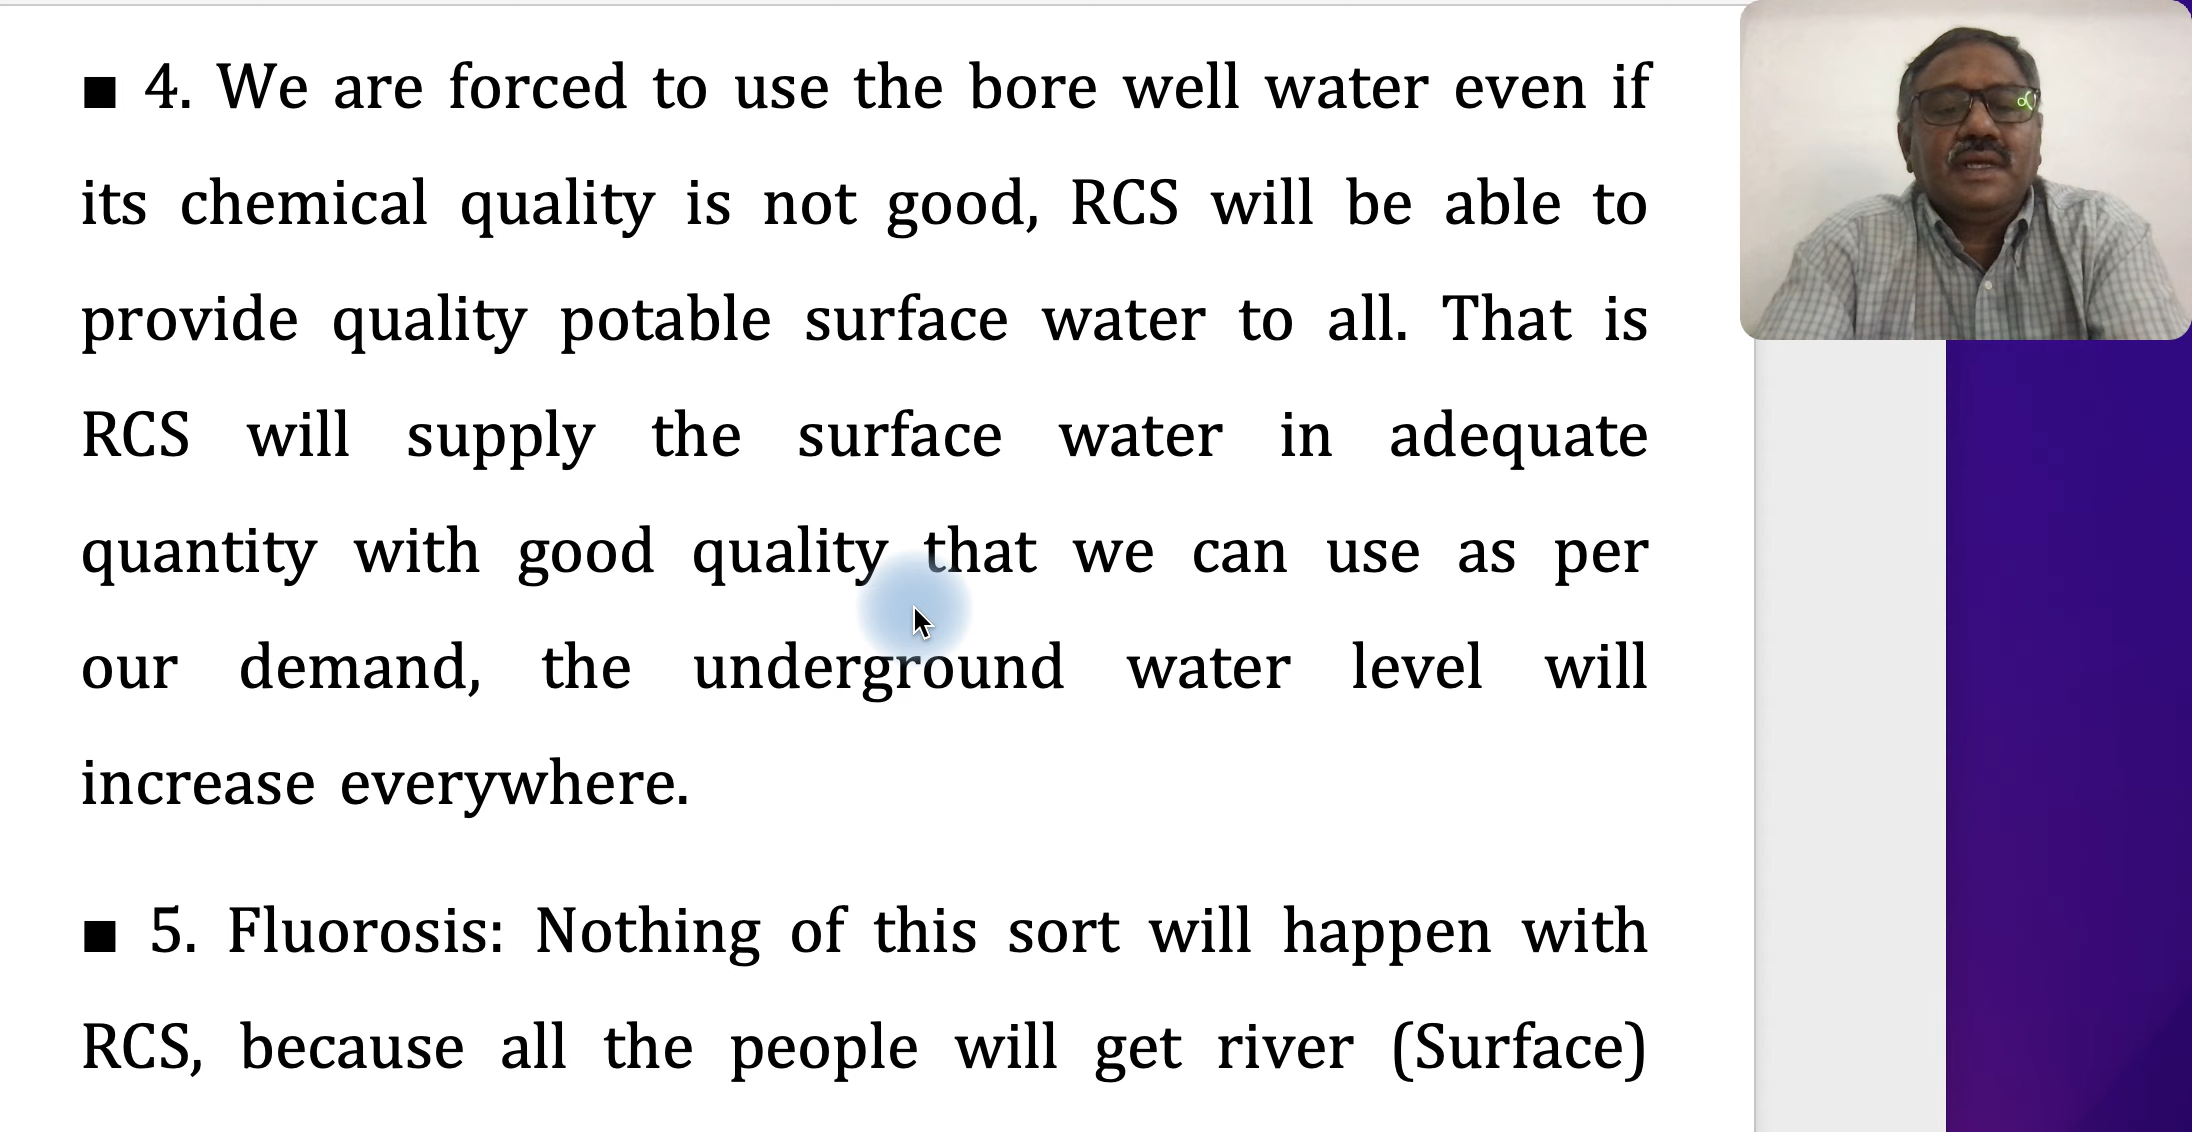 ■ 4. We are forced to use the bore well water even if
its chemical quality is not good, RCS will be able to
provide quality potable surface water to all. That is
RCS will supply the surface water in adequate
quantity with good quality that we can use as per
our demand, the underground water level will
increase everywhere.
■ 5. Fluorosis: Nothing of this sort will happen with
RCS, because all the people will get river (Surface)